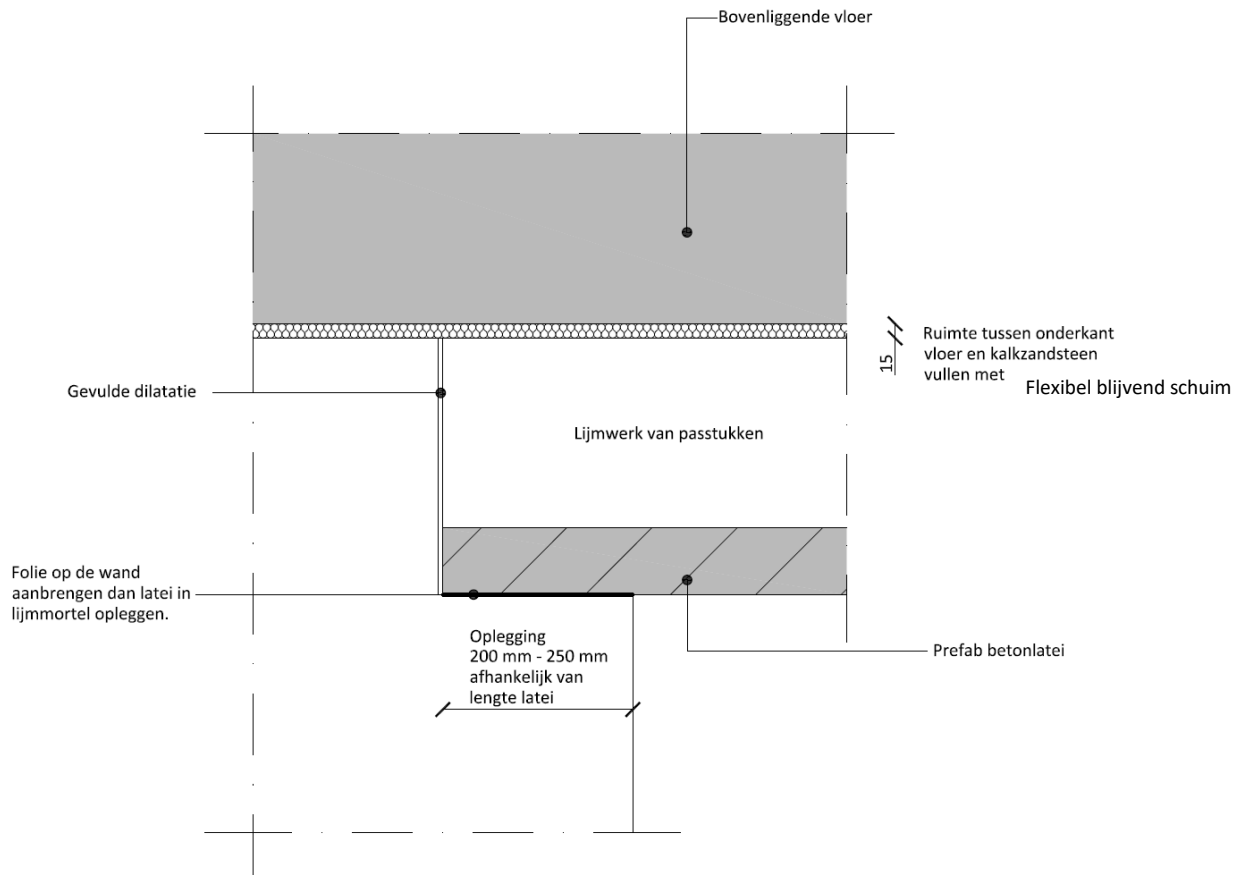 Bovenliggende vloer
Ruimte tussen onderkant
vloer en kalkzandsteen
vullen met
Flexibel blijvend schuim
15
Gevulde dilatatie
Lijmwerk van passtukken
Folie op de wand
aanbrengen dan latei in
lijmmortel opleggen.
Oplegging
200 mm - 250 mm
afhankelijk van
lengte latei
Prefab betonlatei